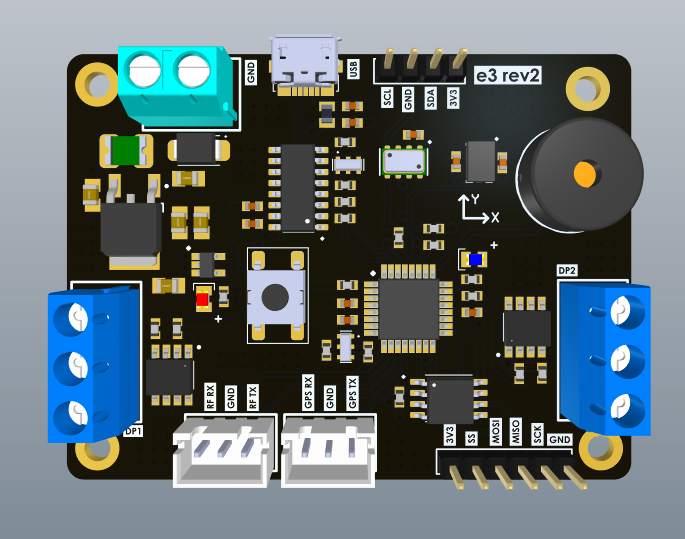 GND
USB
SCL
GND
SDA
3V3
e3 rev2
Y
X
DP2
DP1
RF RX
GND
RF TX
GPS RX
GND
GPS TX
3V3
SS
MOSI
MISO
SCK
GND